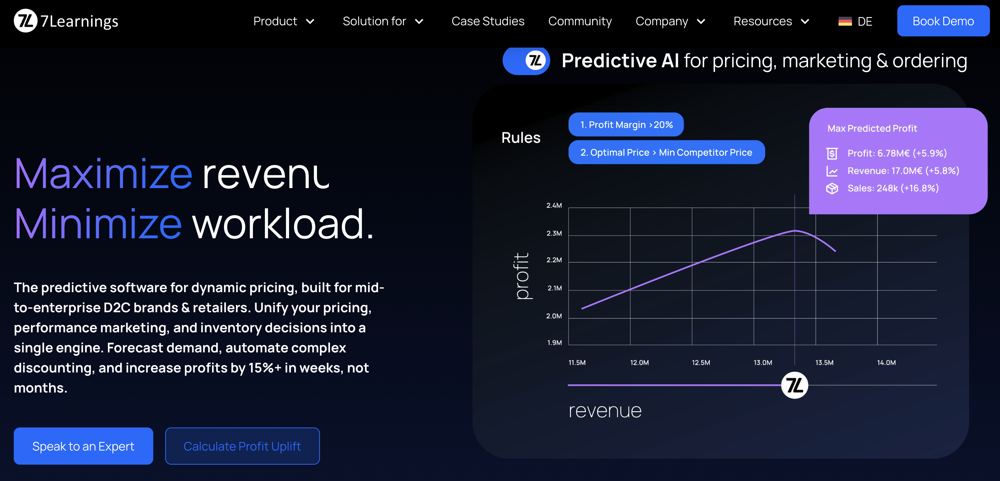 7L 7Learnings
Product
Solution for
Case Studies
Community
Company
Resources
DE
Book Demo
7L
Predictive AI for pricing, marketing & ordering
Maximize revenu
Minimize workload.
The predictive software for dynamic pricing, built for mid-
to-enterprise D2C brands & retailers. Unify your pricing,
performance marketing, and inventory decisions into a
single engine. Forecast demand, automate complex
discounting, and increase profits by 15%+ in weeks, not
months.
Speak to an Expert
Calculate Profit Uplift
Rules
1. Profit Margin >20%
2. Optimal Price > Min Competitor Price
Max Predicted Profit
Profit: 6.78M€ (+5.9%)
Revenue: 17.0M€ (+5.8%)
Sales: 248k (+16.8%)
profit
2.4M
2.3M
2.2M
2.1M
2.0M
1.9M
11.5M
12.0M
12.5M
13.0M
13.5M
14.0M
7L
revenue